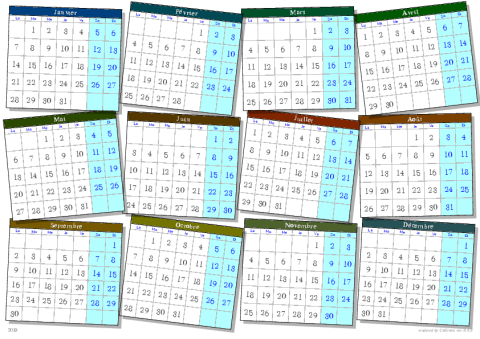 Janvier
Lu Ma Me Je Ve Sa Di
1 2 3 4 5 6
7 8 9 10 11 12 13
14 15 16 17 18 19 20
21 22 23 24 25 26 27
28 29 30 31
Février
Lu Ma Me Je Ve Sa Di
1 2 3
4 5 6 7 8 9 10
11 12 13 14 15 16 17
18 19 20 21 22 23 24
25 26 27 28
Mars
Lu Ma Me Je Ve Sa Di
1 2 3
4 5 6 7 8 9 10
11 12 13 14 15 16 17
18 19 20 21 22 23 24
25 26 27 28 29 30 31
Avril
Lu Ma Me Je Ve Sa Di
1 2 3 4 5 6 7
8 9 10 11 12 13 14
15 16 17 18 19 20 21
22 23 24 25 26 27 28
29 30
Mai
Lu Ma Me Je Ve Sa Di
1 2 3 4 5
6 7 8 9 10 11 12
13 14 15 16 17 18 19
20 21 22 23 24 25 26
27 28 29 30 31
Juin
Lu Ma Me Je Ve Sa Di
1 2
3 4 5 6 7 8 9
10 11 12 13 14 15 16
17 18 19 20 21 22 23
24 25 26 27 28 29 30
Juillet
Lu Ma Me Je Ve Sa Di
1 2 3 4 5 6 7
8 9 10 11 12 13 14
15 16 17 18 19 20 21
22 23 24 25 26 27 28
29 30 31
Août
Lu Ma Me Je Ve Sa Di
1 2 3 4
5 6 7 8 9 10 11
12 13 14 15 16 17 18
19 20 21 22 23 24 25
26 27 28 29 30 31
Septembre
Lu Ma Me Je Ve Sa Di
1
2 3 4 5 6 7 8
9 10 11 12 13 14 15
16 17 18 19 20 21 22
23 24 25 26 27 28 29
30
Octobre
Lu Ma Me Je Ve Sa Di
1 2 3 4 5 6
7 8 9 10 11 12 13
14 15 16 17 18 19 20
21 22 23 24 25 26 27
28 29 30 31
Novembre
Lu Ma Me Je Ve Sa Di
1 2 3
4 5 6 7 8 9 10
11 12 13 14 15 16 17
18 19 20 21 22 23 24
25 26 27 28 29 30
Décembre
Lu Ma Me Je Ve Sa Di
1
2 3 4 5 6 7 8
9 10 11 12 13 14 15
16 17 18 19 20 21 22
23 24 25 26 27 28 29
30 31